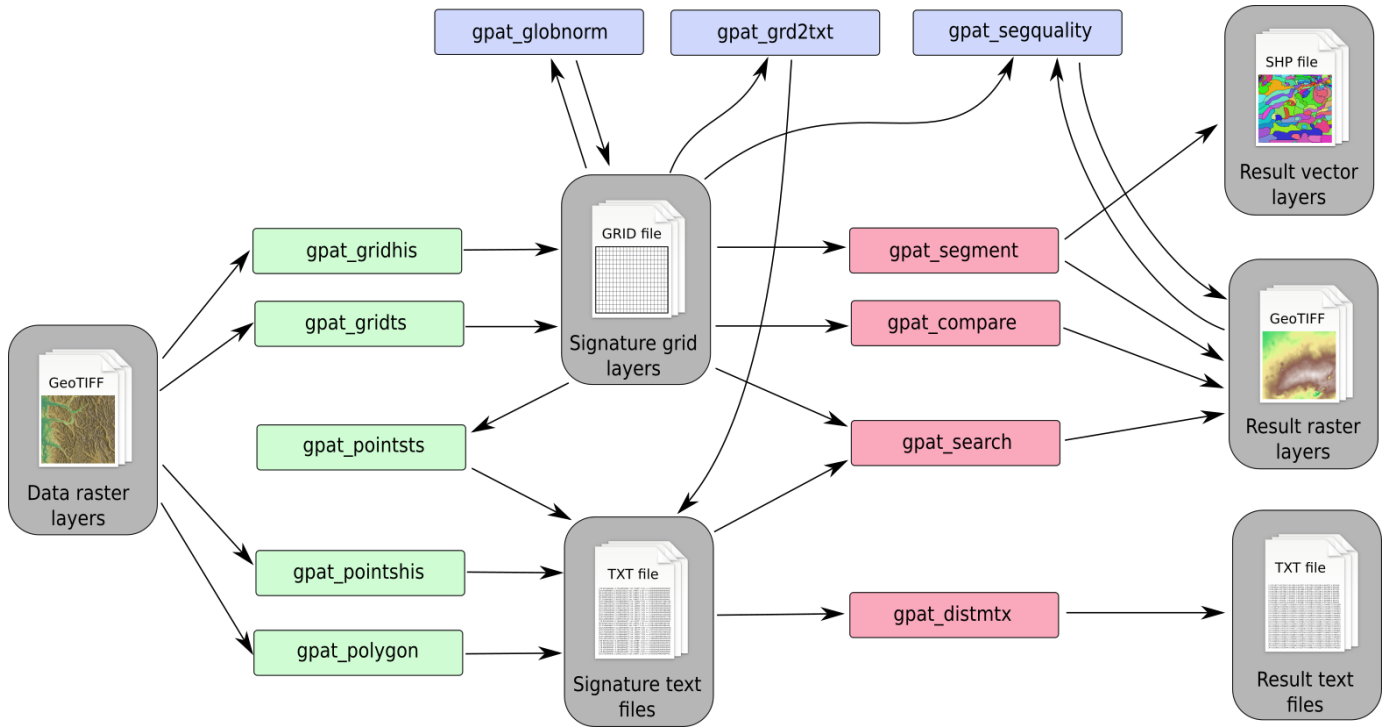 gpat_globnorm
gpat_grd2txt
gpat_segquality
SHP file
Result vector
layers
gpat_gridhis
GRID file
Signature grid
layers
gpat_segment
gpat_gridts
gpat_compare
GeoTIFF
Result raster
layers
GeoTIFF
Data raster
layers
gpat_pointsts
gpat_search
gpat_pointshis
TXT file
Signature text
files
gpat_distmtx
TXT file
Result text
files
gpat_polygon